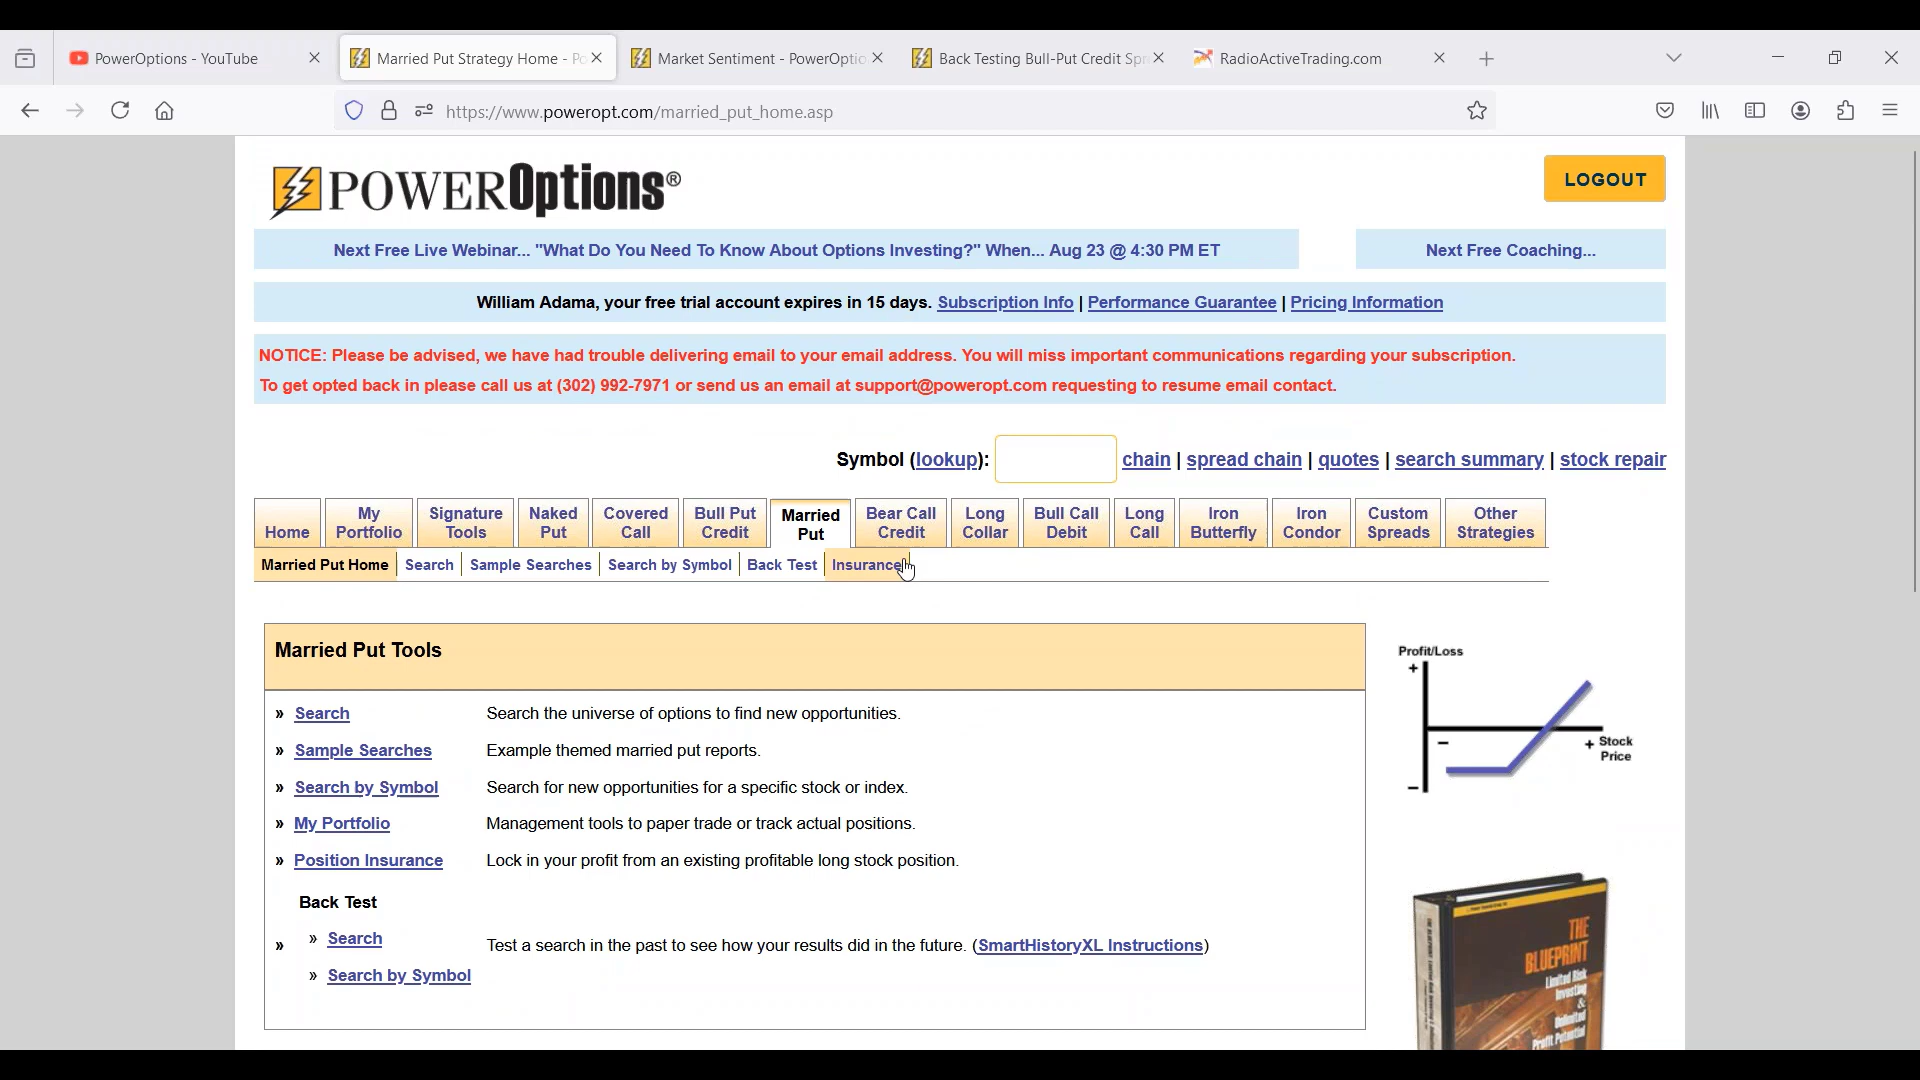 PowerOptions - YouTube
Married Put Strategy Home - Po
Market Sentiment - PowerOptio
Back Testing Bull-Put Credit Spr
RadioActiveTrading.com
https://www.poweropt.com/married_put_home.asp
POWEROptions®
LOGOUT
Next Free Live Webinar... "What Do You Need To Know About Options Investing?" When... Aug 23 @ 4:30 PM ET
Next Free Coaching...
William Adama, your free trial account expires in 15 days. Subscription Info | Performance Guarantee | Pricing Information
NOTICE: Please be advised, we have had trouble delivering email to your email address. You will miss important communications regarding your subscription.
To get opted back in please call us at (302) 992-7971 or send us an email at support@poweropt.com requesting to resume email contact.
Symbol (lookup): chain | spread chain | quotes | search summary | stock repair
Home
My
Portfolio
Signature
Tools
Naked
Put
Covered
Call
Bull Put
Credit
Married
Put
Bear Call
Credit
Long
Collar
Bull Call
Debit
Long
Call
Iron
Butterfly
Iron
Condor
Custom
Spreads
Other
Strategies
Married Put Home
Search
Sample Searches
Search by Symbol
Back Test
Insurance
Married Put Tools
» Search Search the universe of options to find new opportunities.
» Sample Searches Example themed married put reports.
» Search by Symbol Search for new opportunities for a specific stock or index.
» My Portfolio Management tools to paper trade or track actual positions.
» Position Insurance Lock in your profit from an existing profitable long stock position.
Back Test
» » Search Test a search in the past to see how your results did in the future. (SmartHistoryXL Instructions)
» Search by Symbol
Profit/Loss
+
−
+ Stock
Price
−
THE
BLUEPRINT
Limited Risk
Investing
&
Unlimited
Profit Potential